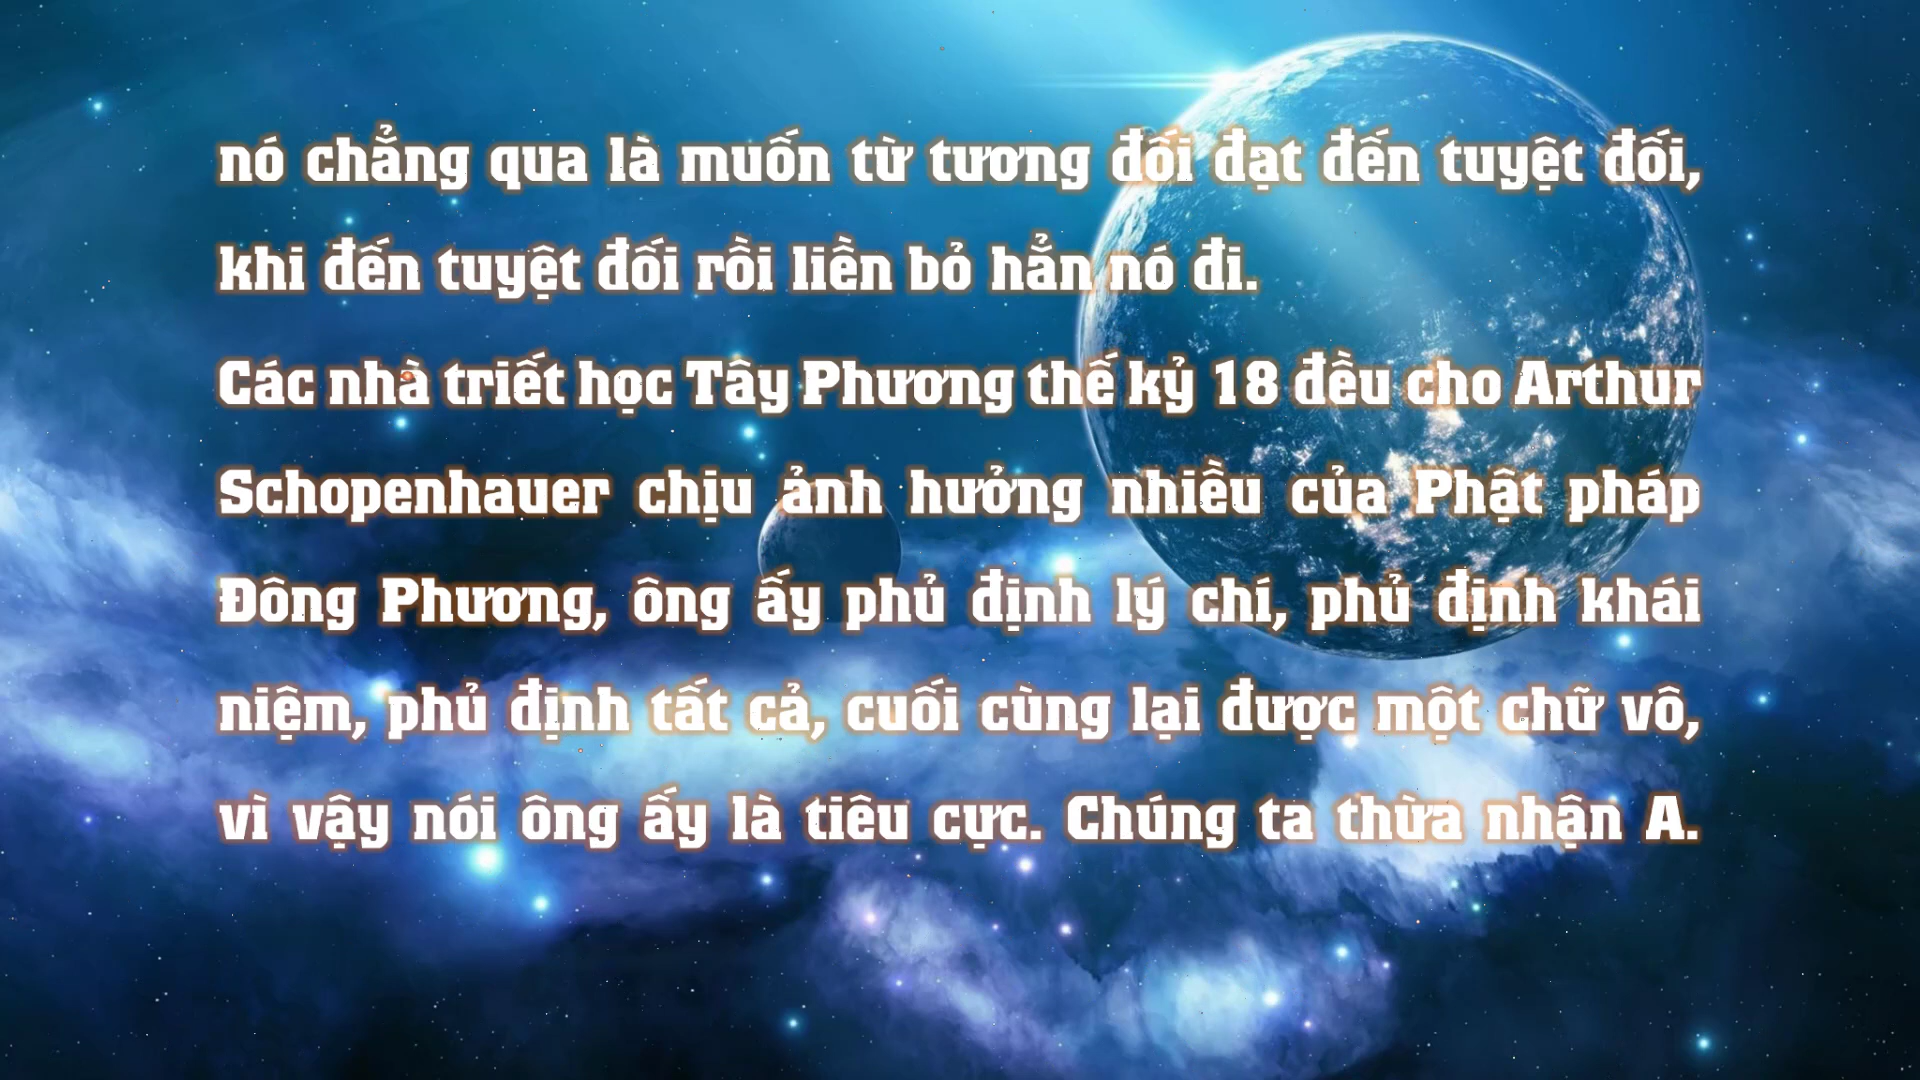 nó chẳng qua là muốn từ tương đối đạt đến tuyệt đối,
khi đến tuyệt đối rồi liền bỏ hẳn nó đi.
Các nhà triết học Tây Phương thế kỷ 18 đều cho Arthur
Schopenhauer chịu ảnh hưởng nhiều của Phật pháp
Đông Phương, ông ấy phủ định lý chí, phủ định khái
niệm, phủ định tất cả, cuối cùng lại được một chữ vô,
vì vậy nói ông ấy là tiêu cực. Chúng ta thừa nhận A.